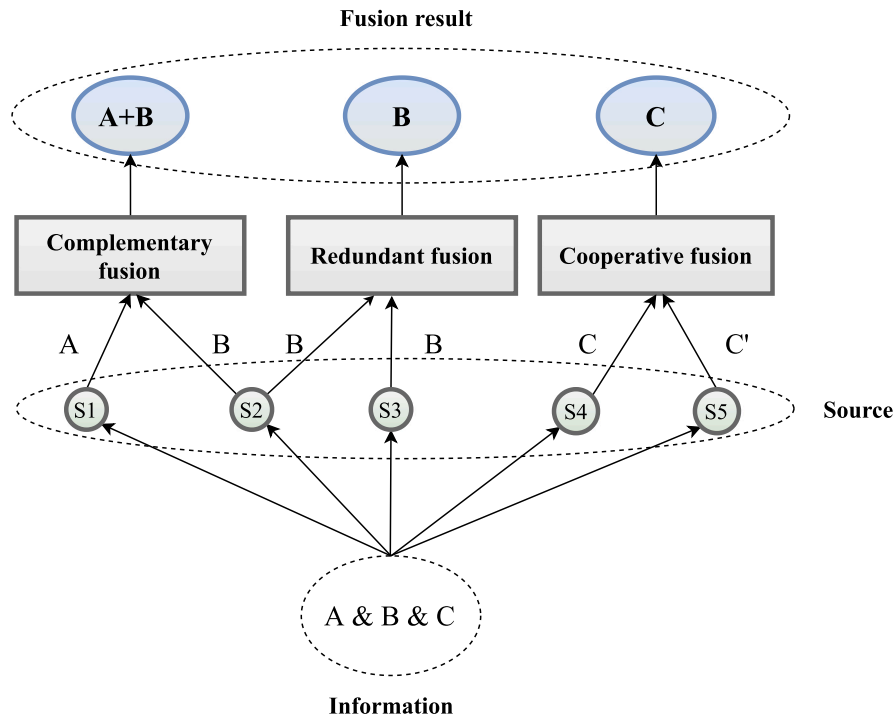 Fusion result
A+B
B
C
Complementary
fusion
Redundant fusion
Cooperative fusion
A
B
B
B
C
C'
S1
S2
S3
S4
S5
Source
A & B & C
Information